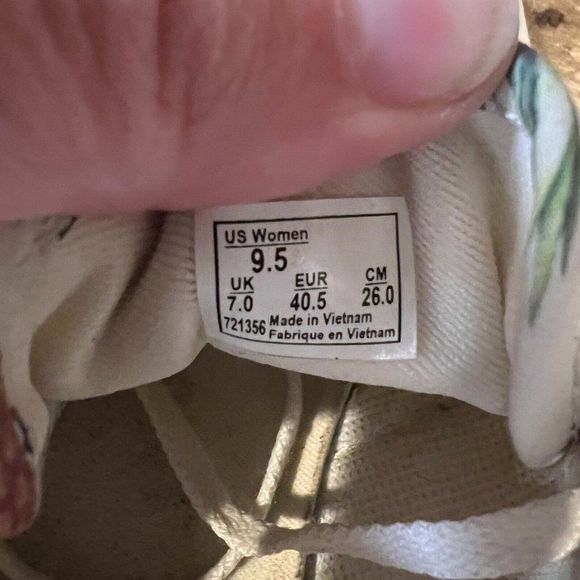 US Women
9.5
UK EUR CM
7.0 40.5 26.0
721356 Made in Vietnam
Fabrique en Vietnam